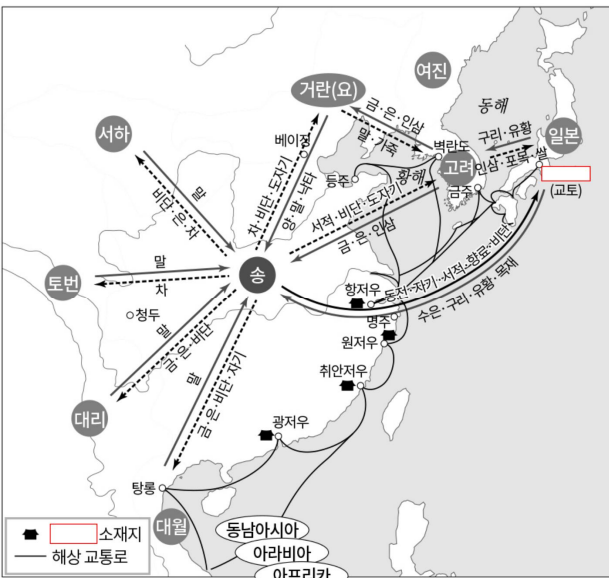 여진
거란(요)
금·은·인삼
말·가축
동해
구리·유황
일본
서하
베이징
벽란도
고려
인삼·포목·쌀
(교토)
등주
황해
금주
말
비단·은·차
차·비단·도자기
양·말·낙타
서적·비단·도자기
금·은·인삼
토번
말
차
송
청두
항저우
동전·자기·서적·향료·비단
수은·구리·유황·목재
명주
원저우
말
금·은·비단
말
금·은·비단·자기
취안저우
대리
광저우
탕롱
대월
동남아시아
아라비아
아프리카
소재지
해상 교통로